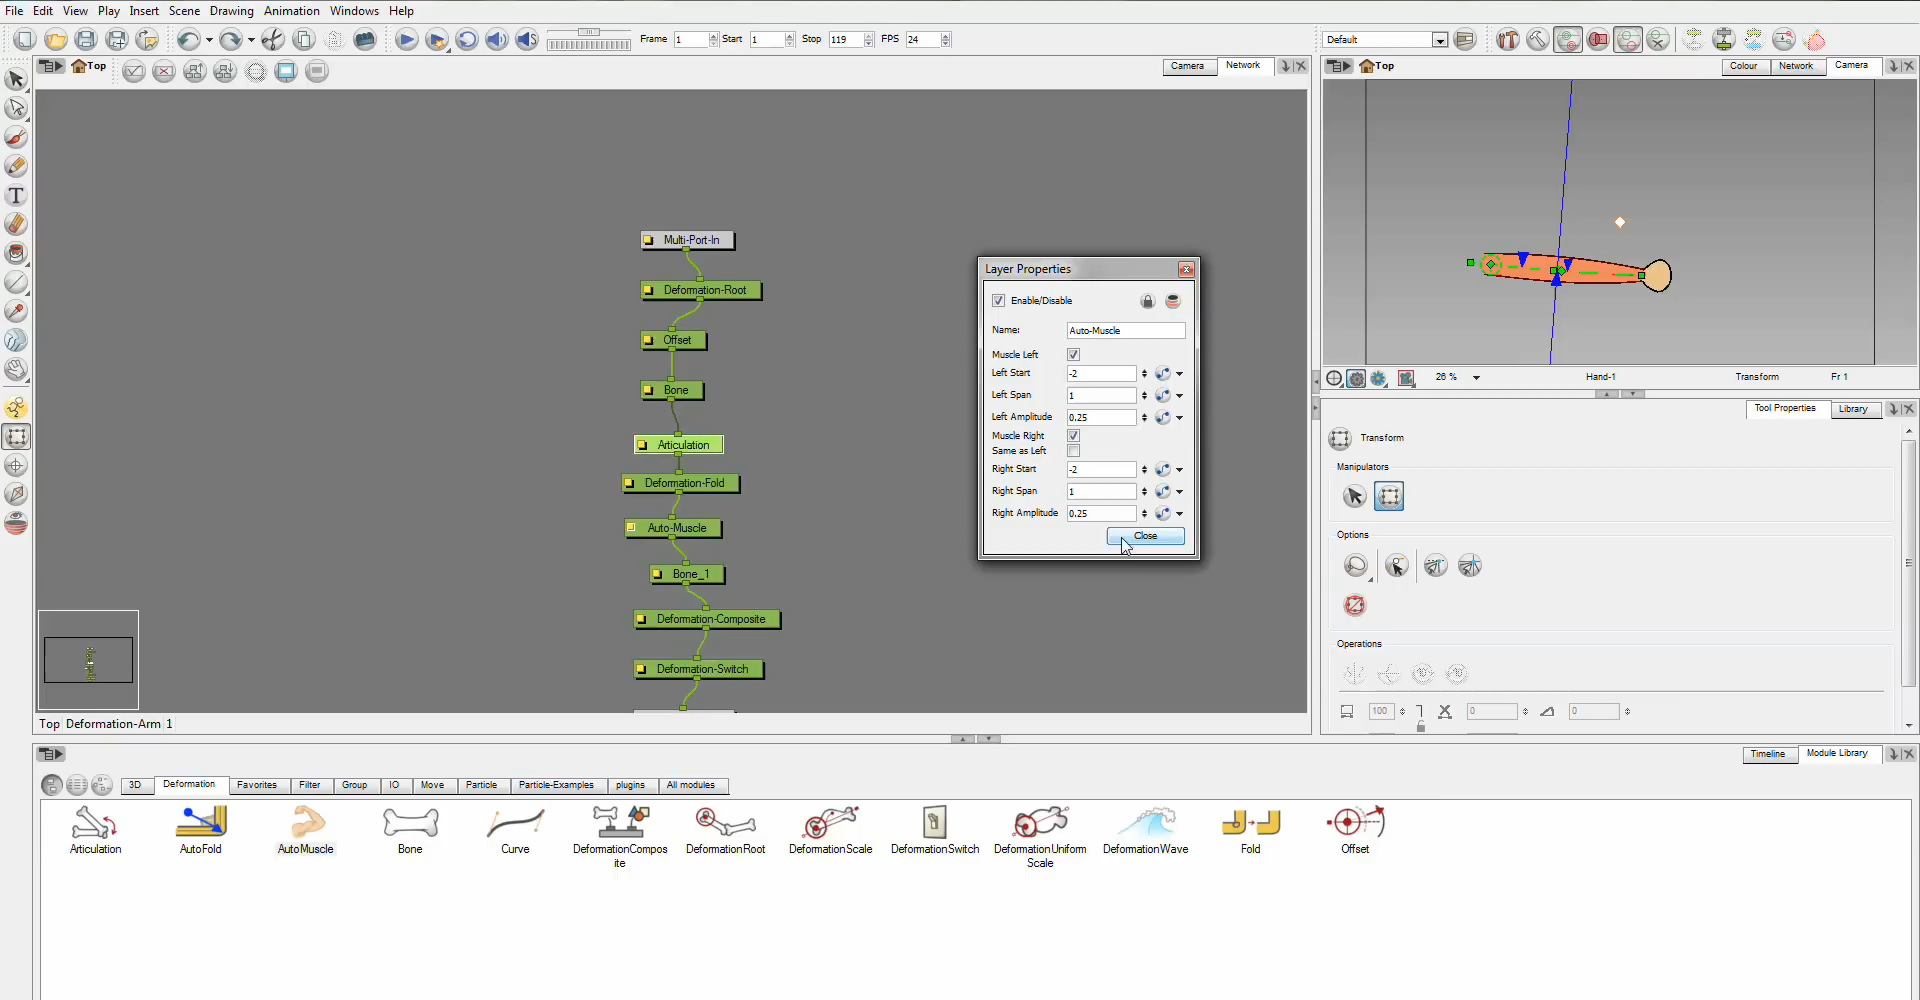 File Edit View Play Insert Scene Drawing Animation Windows Help
Frame 1 Start 1 Stop 119 FPS 24
Default
Top
Camera Network
Top
Colour Network Camera
Multi-Port-In
Deformation-Root
Offset
Bone
Articulation
Deformation-Fold
Auto-Muscle
Bone_1
Deformation-Composite
Deformation-Switch
Top Deformation-Arm 1
Layer Properties
Enable/Disable
Name: Auto-Muscle
Muscle Left
Left Start -2
Left Span 1
Left Amplitude 0.25
Muscle Right
Same as Left
Right Start -2
Right Span 1
Right Amplitude 0.25
Close
26 % Hand-1 Transform Fr 1
Tool Properties Library
Transform
Manipulators
Options
Operations
100 0 0
Timeline Module Library
3D Deformation Favorites Filter Group IO Move Particle Particle-Examples plugins All modules
Articulation AutoFold AutoMuscle Bone Curve DeformationCompos DeformationRoot DeformationScale DeformationSwitch DeformationUniform DeformationWave Fold Offset
ite Scale